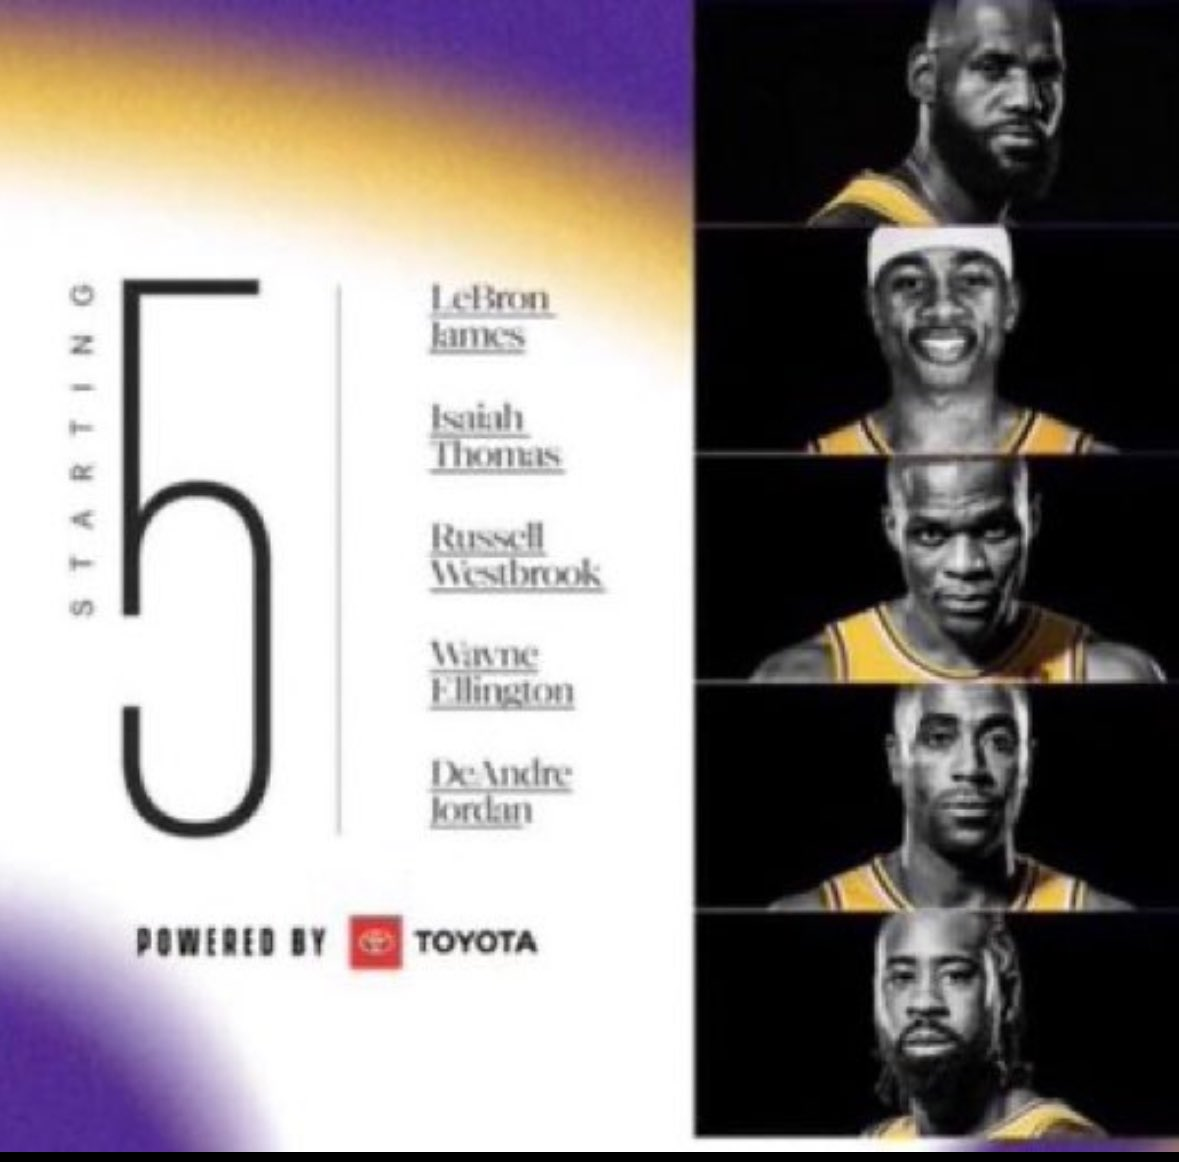 STARTING
5
LeBron
James
Isaiah
Thomas
Russell
Westbrook
Wayne
Ellington
DeAndre
Jordan
POWERED BY TOYOTA